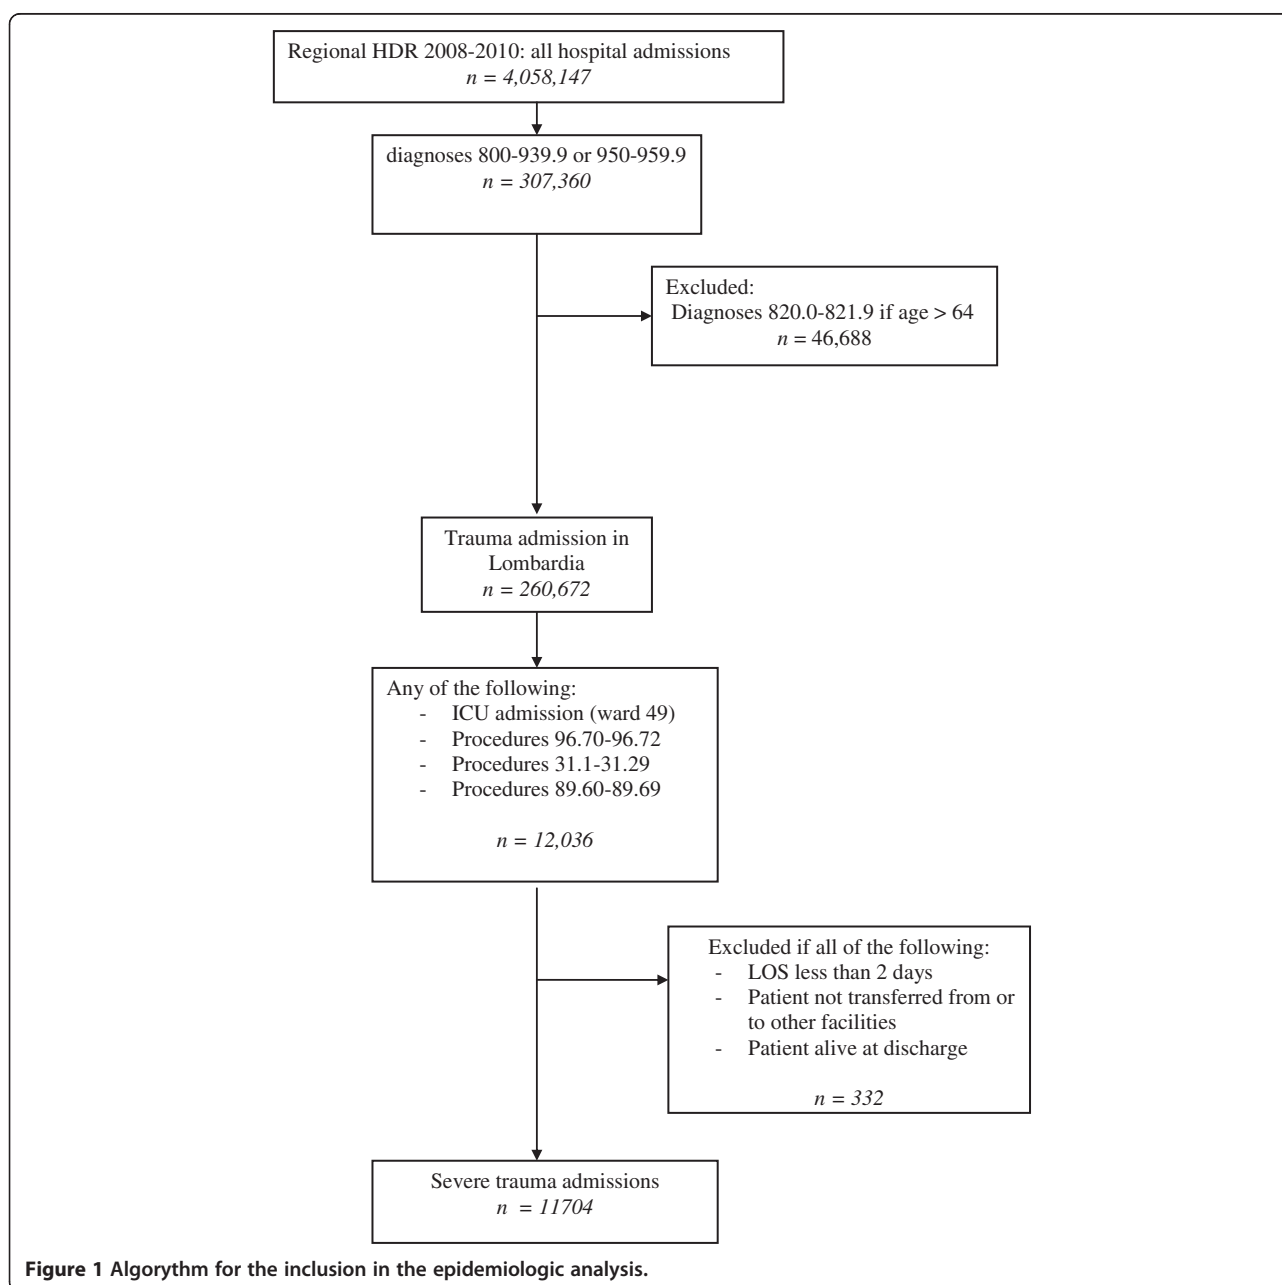 Regional HDR 2008-2010: all hospital admissions
n = 4,058,147
diagnoses 800-939.9 or 950-959.9
n = 307,360
Excluded:
Diagnoses 820.0-821.9 if age > 64
n = 46,688
Trauma admission in
Lombardia
n = 260,672
Any of the following:
- ICU admission (ward 49)
- Procedures 96.70-96.72
- Procedures 31.1-31.29
- Procedures 89.60-89.69
n = 12,036
Excluded if all of the following:
- LOS less than 2 days
- Patient not transferred from or
to other facilities
- Patient alive at discharge
n = 332
Severe trauma admissions
n = 11704
Figure 1 Algorythm for the inclusion in the epidemiologic analysis.